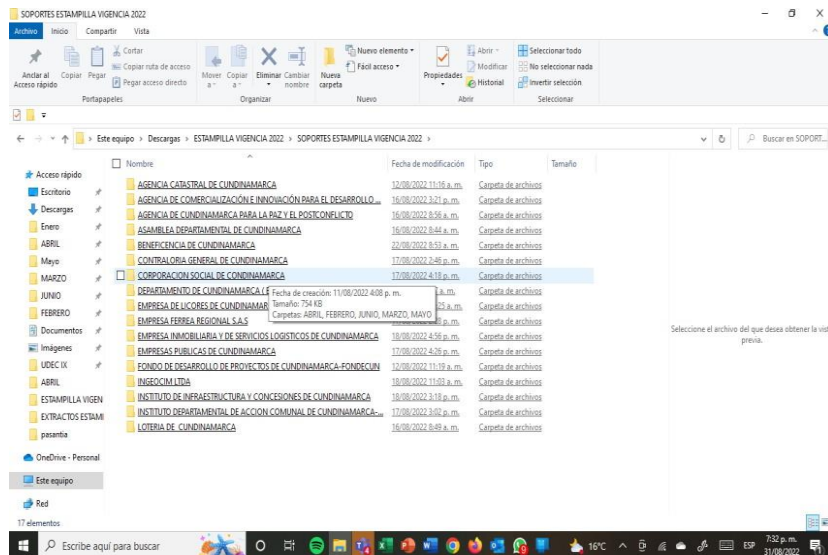 SOPORTES ESTAMPILLA VIGENCIA 2022
Archivo Inicio Compartir Vista
Anclar al Acceso rápido
Copiar
Pegar
Cortar
Copiar ruta de acceso
Pegar acceso directo
Portapapeles
Mover a
Copiar a
Eliminar
Cambiar nombre
Organizar
Nueva carpeta
Nuevo elemento
Fácil acceso
Nuevo
Propiedades
Abrir
Modificar
Historial
Abrir
Seleccionar todo
No seleccionar nada
Invertir selección
Seleccionar
Este equipo > Descargas > ESTAMPILLA VIGENCIA 2022 > SOPORTES ESTAMPILLA VIGENCIA 2022 >
Buscar en SOPORT...
Nombre Fecha de modificación Tipo Tamaño
Acceso rápido
Escritorio
Descargas
Enero
ABRIL
Mayo
MARZO
JUNIO
FEBRERO
Documentos
Imágenes
UDEC IX
ABRIL
ESTAMPILLA VIGEN
EXTRACTOS ESTAMI
pasantia
OneDrive - Personal
Este equipo
Red
AGENCIA CATASTRAL DE CUNDINAMARCA 12/08/2022 11:16 a. m. Carpeta de archivos
AGENCIA DE COMERCIALIZACIÓN E INNOVACIÓN PARA EL DESARROLLO ... 16/08/2022 3:21 p. m. Carpeta de archivos
AGENCIA DE CUNDINAMARCA PARA LA PAZ Y EL POSTCONFLICTO 16/08/2022 8:56 a. m. Carpeta de archivos
ASAMBLEA DEPARTAMENTAL DE CUNDINAMARCA 16/08/2022 8:44 a. m. Carpeta de archivos
BENEFICENCIA DE CUNDINAMARCA 22/08/2022 8:53 a. m. Carpeta de archivos
CONTRALORIA GENERAL DE CUNDINAMARCA 17/08/2022 2:46 p. m. Carpeta de archivos
CORPORACION SOCIAL DE CONDINAMARCA 17/08/2022 4:18 p. m. Carpeta de archivos
DEPARTAMENTO DE CUNDINAMARCA ( a. m. Carpeta de archivos
EMPRESA DE LICORES DE CUNDINAMAR :25 a. m. Carpeta de archivos
EMPRESA FERREA REGIONAL S.A.S p. m. Carpeta de archivos
EMPRESA INMOBILIARIA Y DE SERVICIOS LOGISTICOS DE CUNDINAMARCA 18/08/2022 4:56 p. m. Carpeta de archivos
EMPRESAS PUBLICAS DE CUNDINAMARCA 17/08/2022 4:26 p. m. Carpeta de archivos
FONDO DE DESARROLLO DE PROYECTOS DE CUNDINAMARCA-FONDECUN 12/08/2022 11:19 a. m. Carpeta de archivos
INGEOCIM LTDA 18/08/2022 11:03 a. m. Carpeta de archivos
INSTITUTO DE INFRAESTRUCTURA Y CONCESIONES DE CUNDINAMARCA 18/08/2022 3:18 p. m. Carpeta de archivos
INSTITUTO DEPARTAMENTAL DE ACCION COMUNAL DE CUNDINAMARCA-... 17/08/2022 3:02 p. m. Carpeta de archivos
LOTERIA DE CUNDINAMARCA 16/08/2022 8:49 a. m. Carpeta de archivos
Fecha de creación: 11/08/2022 4:08 p. m.
Tamaño: 754 KB
Carpetas: ABRIL, FEBRERO, JUNIO, MARZO, MAYO
Seleccione el archivo del que desea obtener la vist
previa.
17 elementos
Escribe aquí para buscar
16°C
ESP
7:32 p. m.
31/08/2022